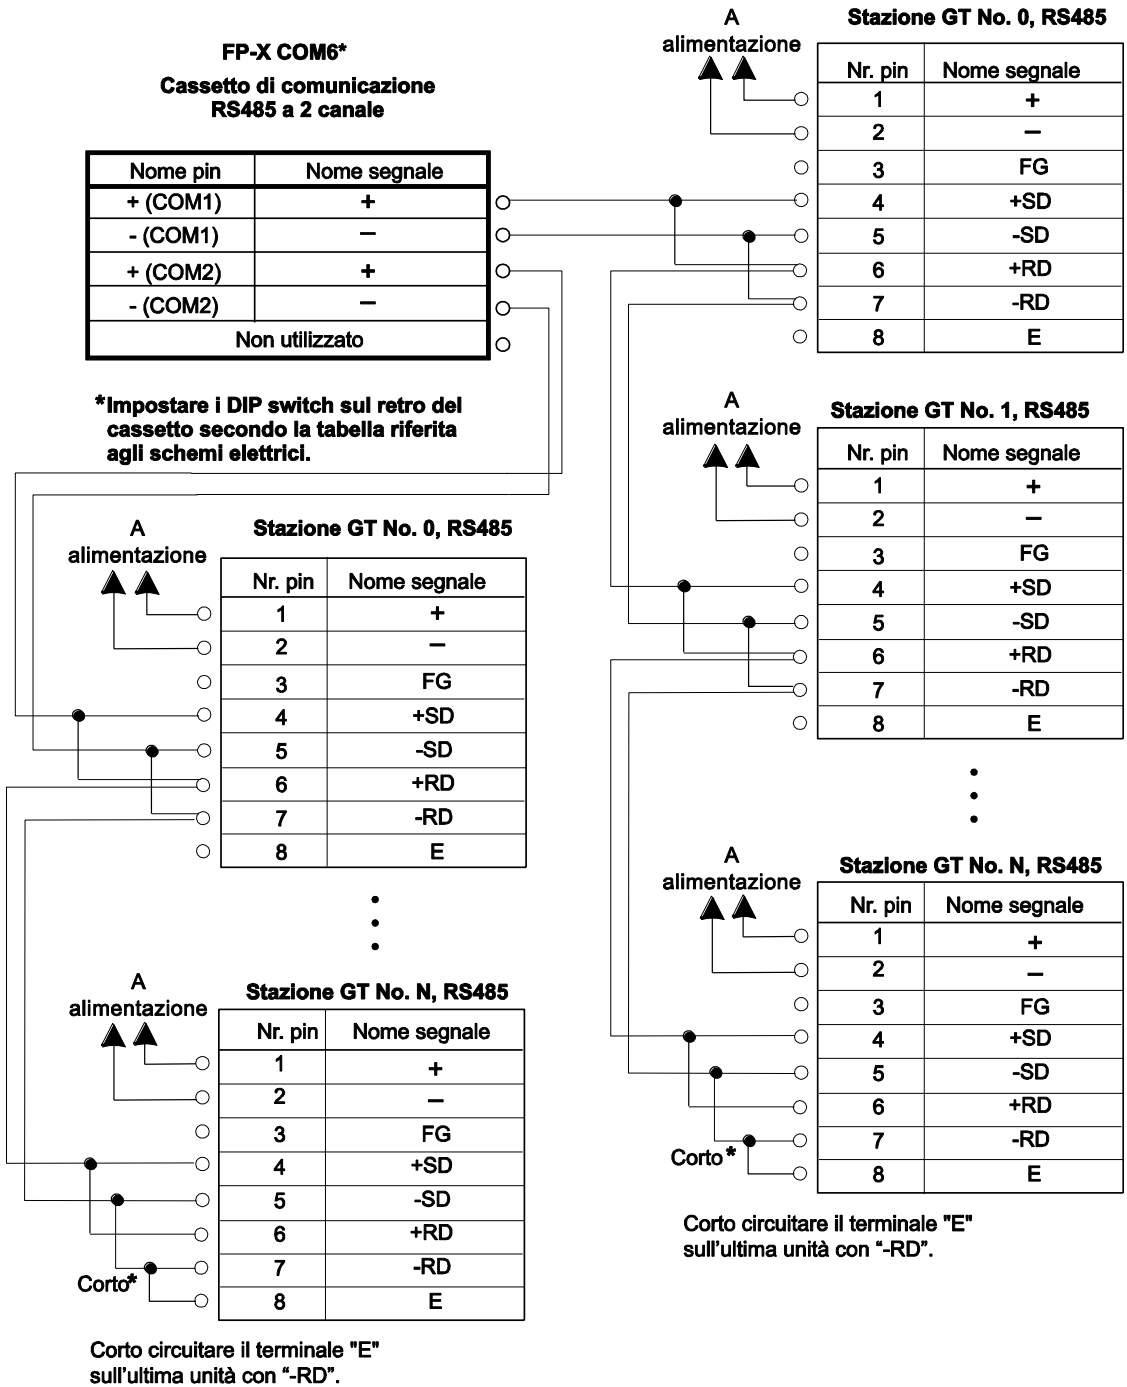 FP-X COM6*
Cassetto di comunicazione
RS485 a 2 canale
Nome pin Nome segnale
+ (COM1) +
- (COM1) −
+ (COM2) +
- (COM2) −
Non utilizzato
*Impostare i DIP switch sul retro del
cassetto secondo la tabella riferita
agli schemi elettrici.
A
alimentazione
Stazione GT No. 0, RS485
Nr. pin Nome segnale
1 +
2 −
3 FG
4 +SD
5 -SD
6 +RD
7 -RD
8 E
A
alimentazione
Stazione GT No. N, RS485
Nr. pin Nome segnale
1 +
2 −
3 FG
4 +SD
5 -SD
6 +RD
7 -RD
8 E
Corto*
Corto circuitare il terminale "E"
sull'ultima unità con “-RD”.
A
alimentazione
Stazione GT No. 0, RS485
Nr. pin Nome segnale
1 +
2 −
3 FG
4 +SD
5 -SD
6 +RD
7 -RD
8 E
A
alimentazione
Stazione GT No. 1, RS485
Nr. pin Nome segnale
1 +
2 −
3 FG
4 +SD
5 -SD
6 +RD
7 -RD
8 E
A
alimentazione
Stazione GT No. N, RS485
Nr. pin Nome segnale
1 +
2 −
3 FG
4 +SD
5 -SD
6 +RD
7 -RD
8 E
Corto*
Corto circuitare il terminale "E"
sull'ultima unità con “-RD”.